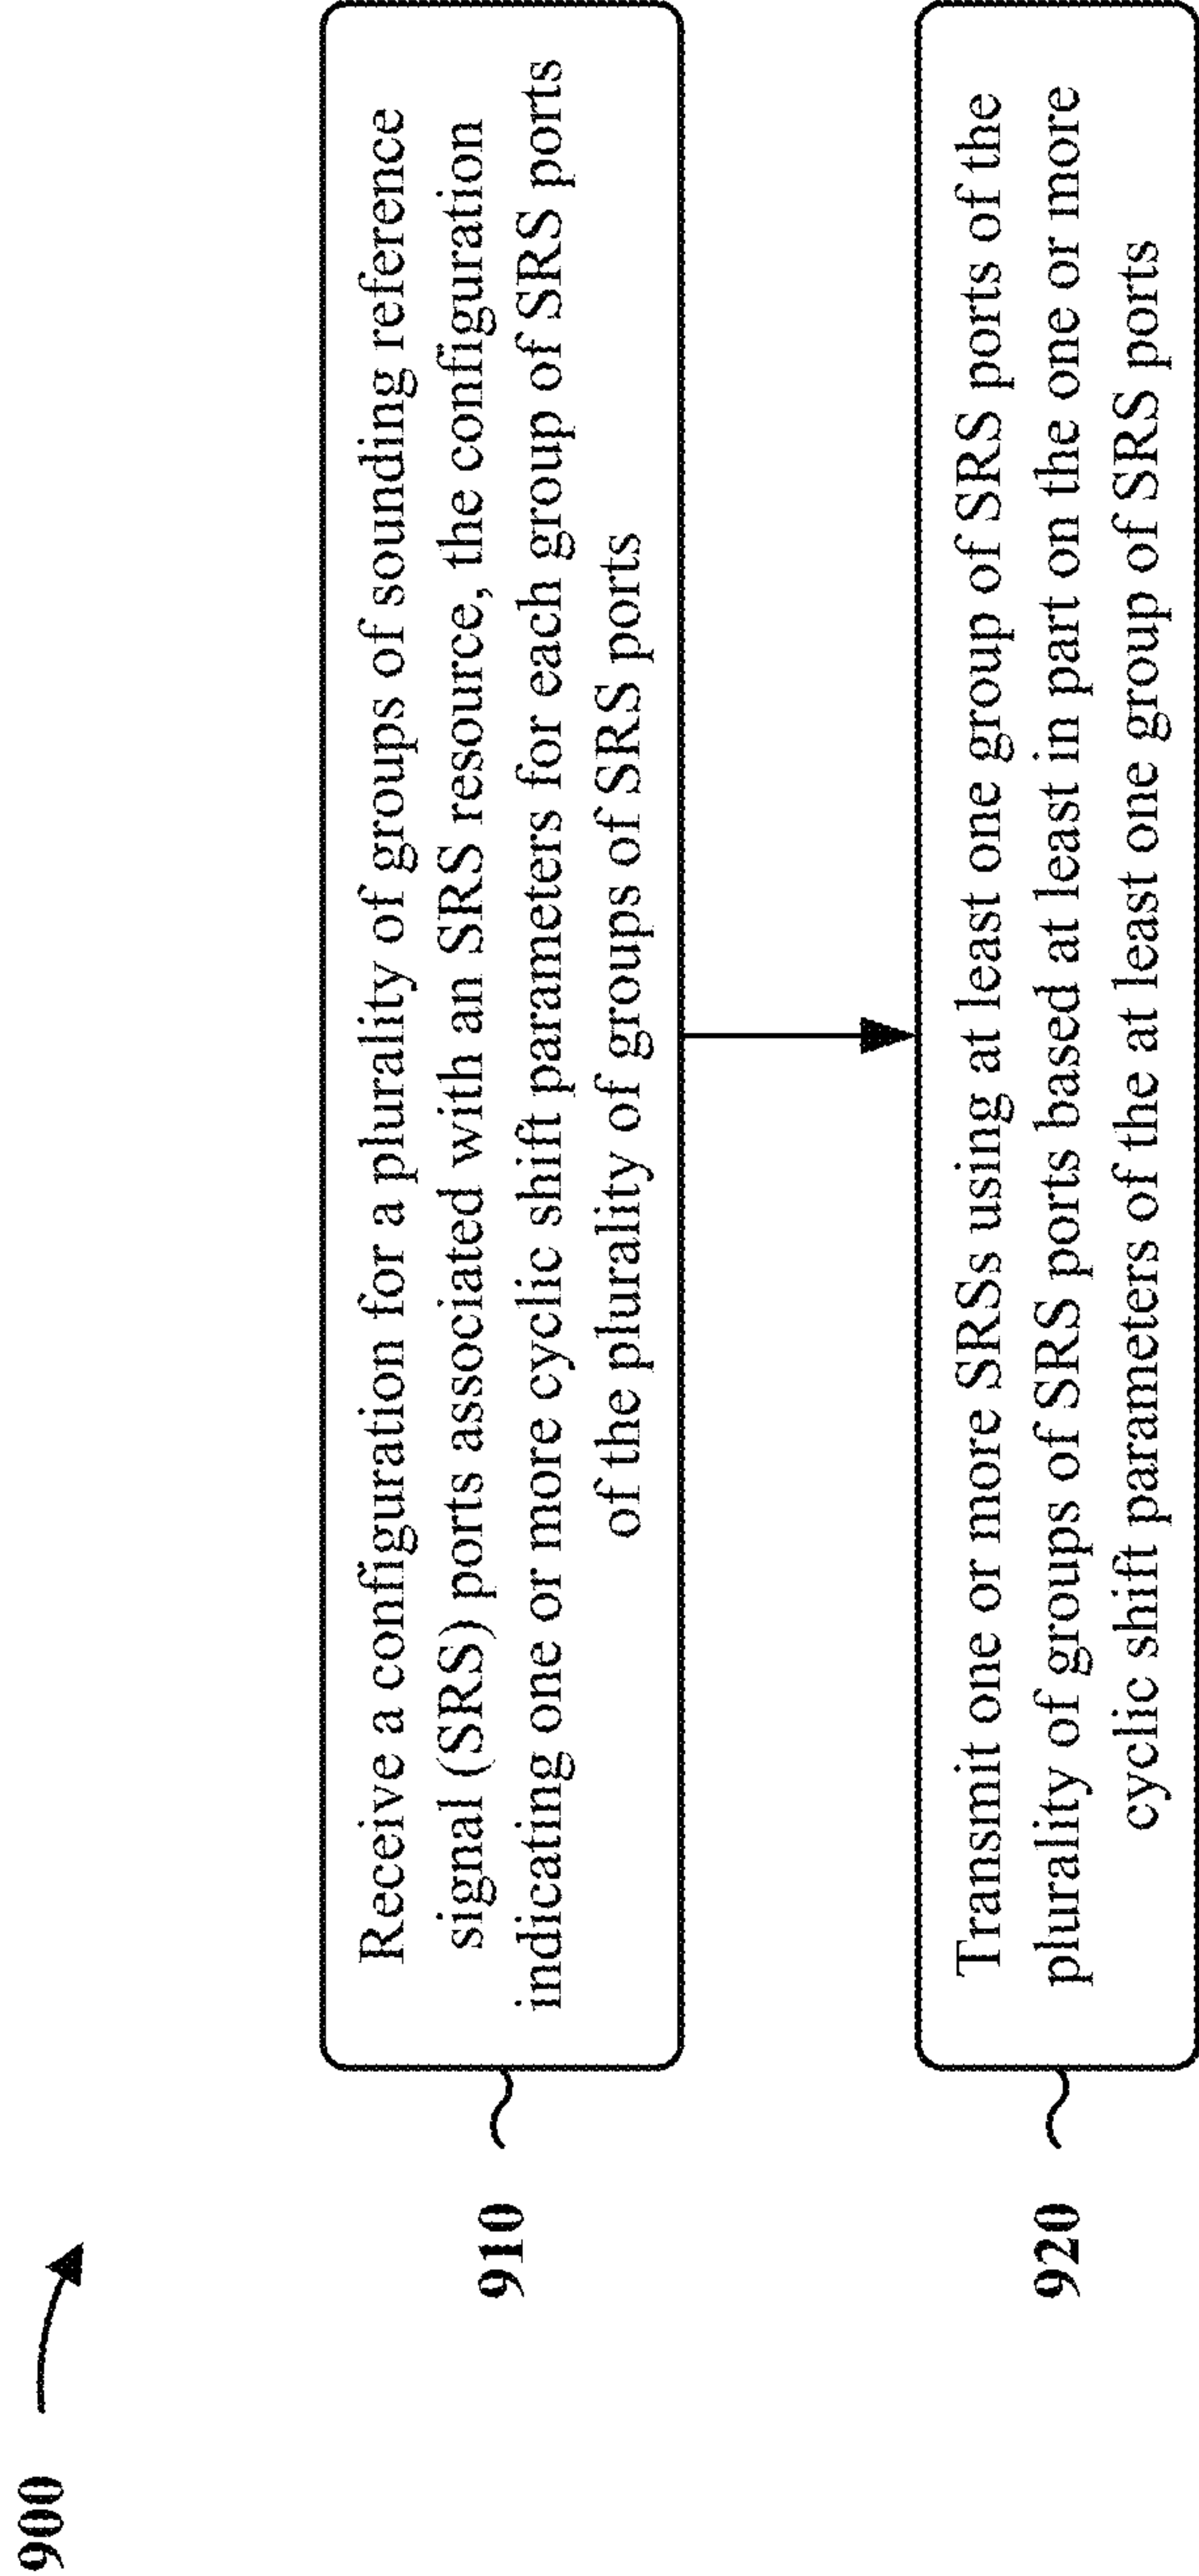 900
910
Receive a configuration for a plurality of groups of sounding reference
signal (SRS) ports associated with an SRS resource, the configuration
indicating one or more cyclic shift parameters for each group of SRS ports
of the plurality of groups of SRS ports
920
Transmit one or more SRSs using at least one group of SRS ports of the
plurality of groups of SRS ports based at least in part on the one or more
cyclic shift parameters of the at least one group of SRS ports